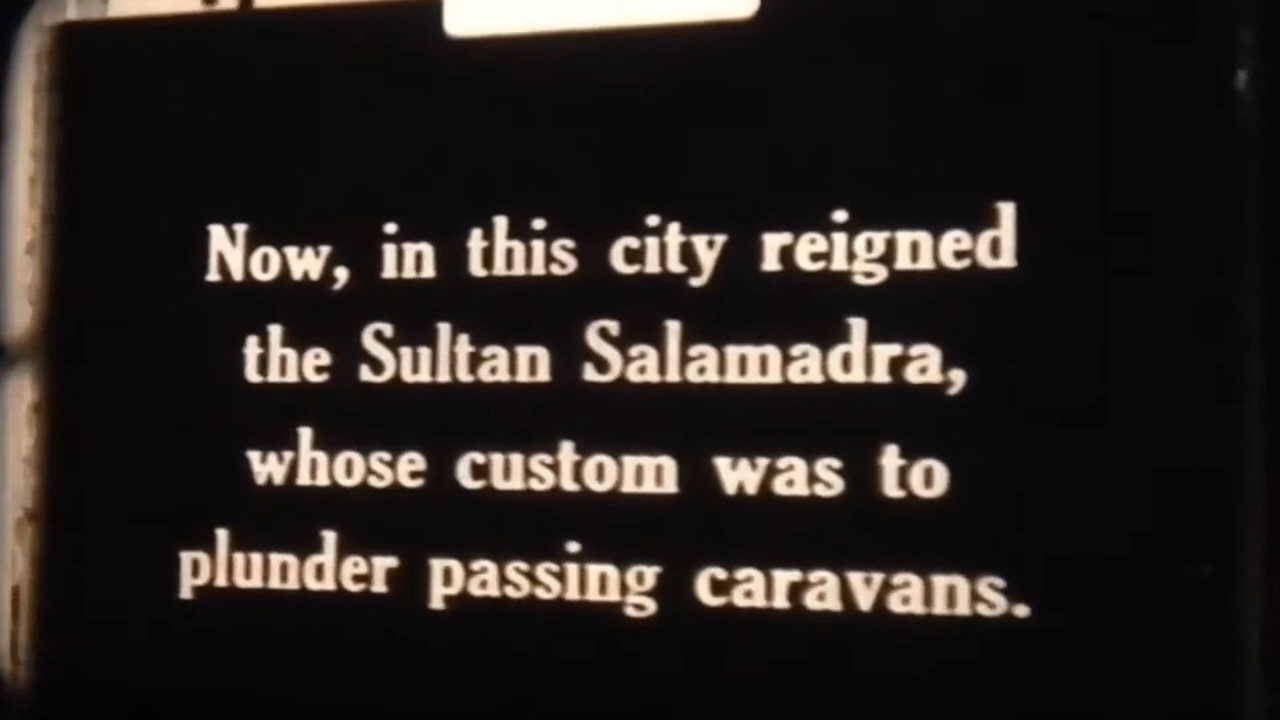 Now, in this city reigned
the Sultan Salamadra,
whose custom was to
plunder passing caravans.